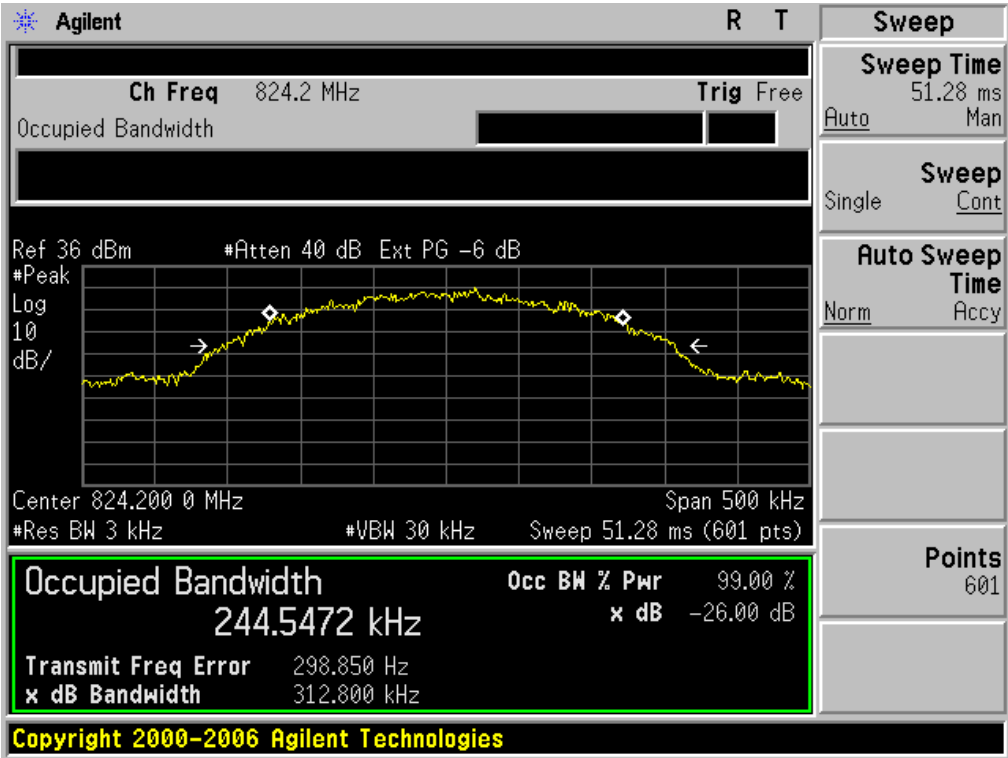 Agilent R T
Ch Freq 824.2 MHz Trig Free
Occupied Bandwidth
Ref 36 dBm #Atten 40 dB Ext PG −6 dB
#Peak
Log
10
dB/
Center 824.200 0 MHz Span 500 kHz
#Res BW 3 kHz #VBW 30 kHz Sweep 51.28 ms (601 pts)
Occupied Bandwidth Occ BW % Pwr 99.00 %
244.5472 kHz x dB −26.00 dB
Transmit Freq Error 298.850 Hz
x dB Bandwidth 312.800 kHz
Copyright 2000−2006 Agilent Technologies
Sweep
Sweep Time
51.28 ms
Auto Man
Sweep
Single Cont
Auto Sweep
Time
Norm Accy
Points
601